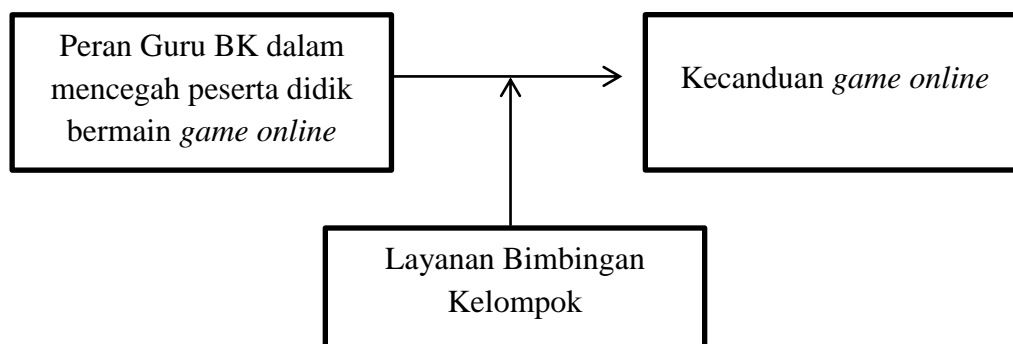 Peran Guru BK dalam
mencegah peserta didik
bermain game online
Kecanduan game online
Layanan Bimbingan
Kelompok